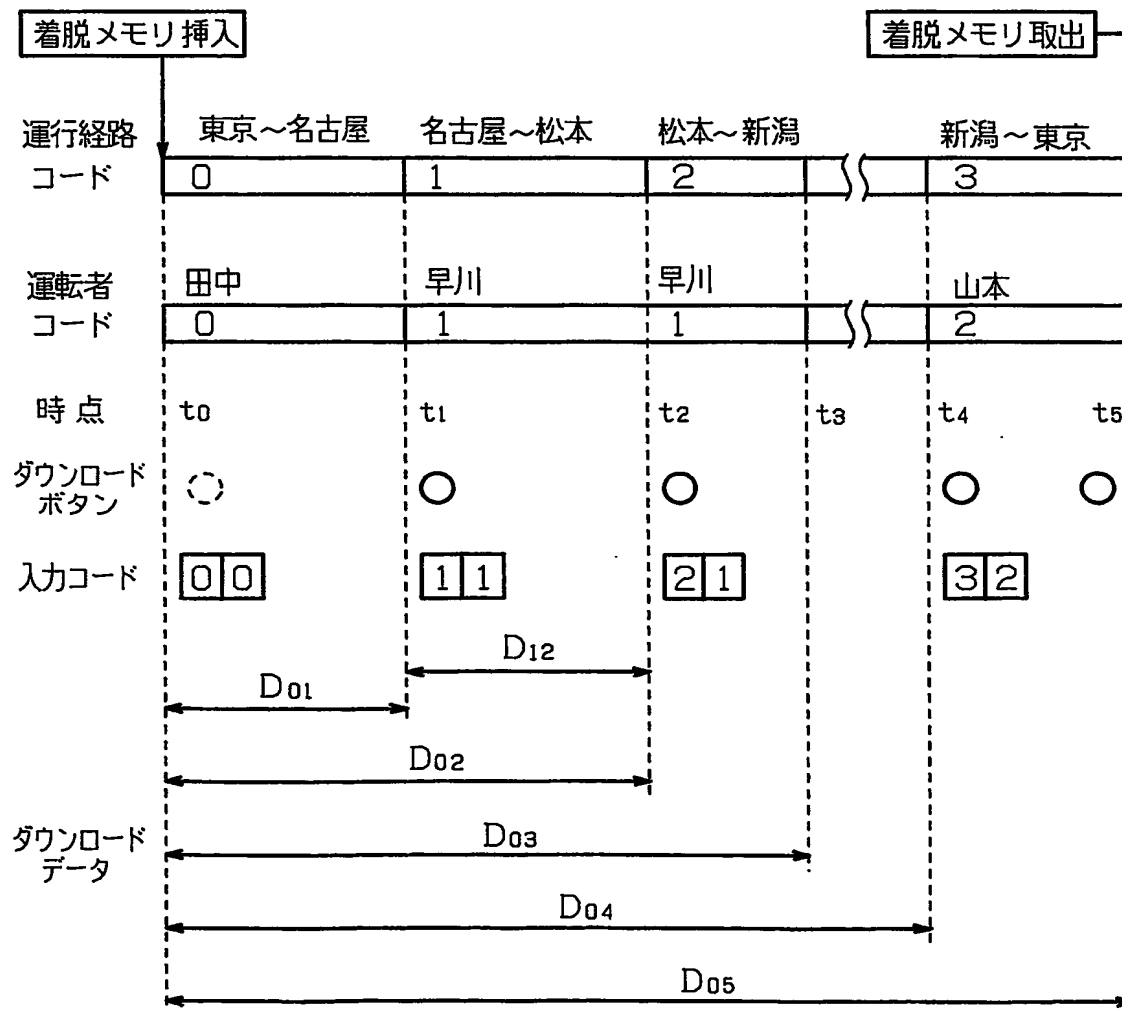 着脱メモリ挿入
着脱メモリ取出
運行経路
コード
東京～名古屋
名古屋～松本
松本～新潟
新潟～東京
0
1
2
3
運転者
コード
田中
早川
早川
山本
0
1
1
2
時点
t0
t1
t2
t3
t4
t5
ダウンロード
ボタン
入力コード
0 0
1 1
2 1
3 2
D12
D01
D02
ダウンロード
データ
D03
D04
D05